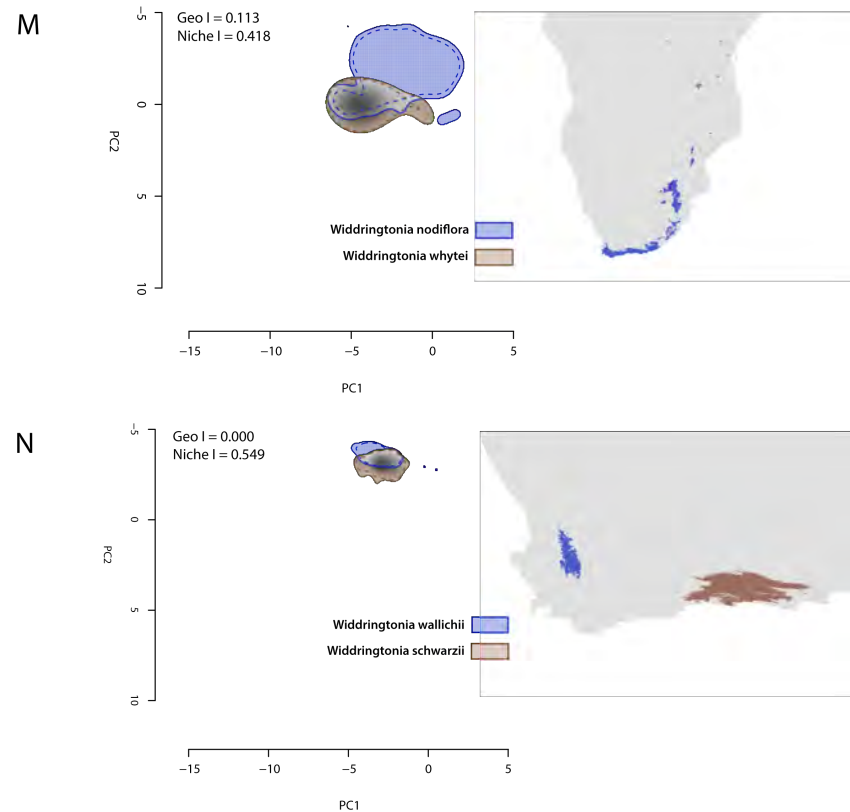 M
Geo I = 0.113
Niche I = 0.418
−5
0
5
10
PC2
Widdringtonia nodiflora
Widdringtonia whytei
−15 −10 −5 0 5
PC1
N
Geo I = 0.000
Niche I = 0.549
−5
0
5
10
PC2
Widdringtonia wallichii
Widdringtonia schwarzii
−15 −10 −5 0 5
PC1